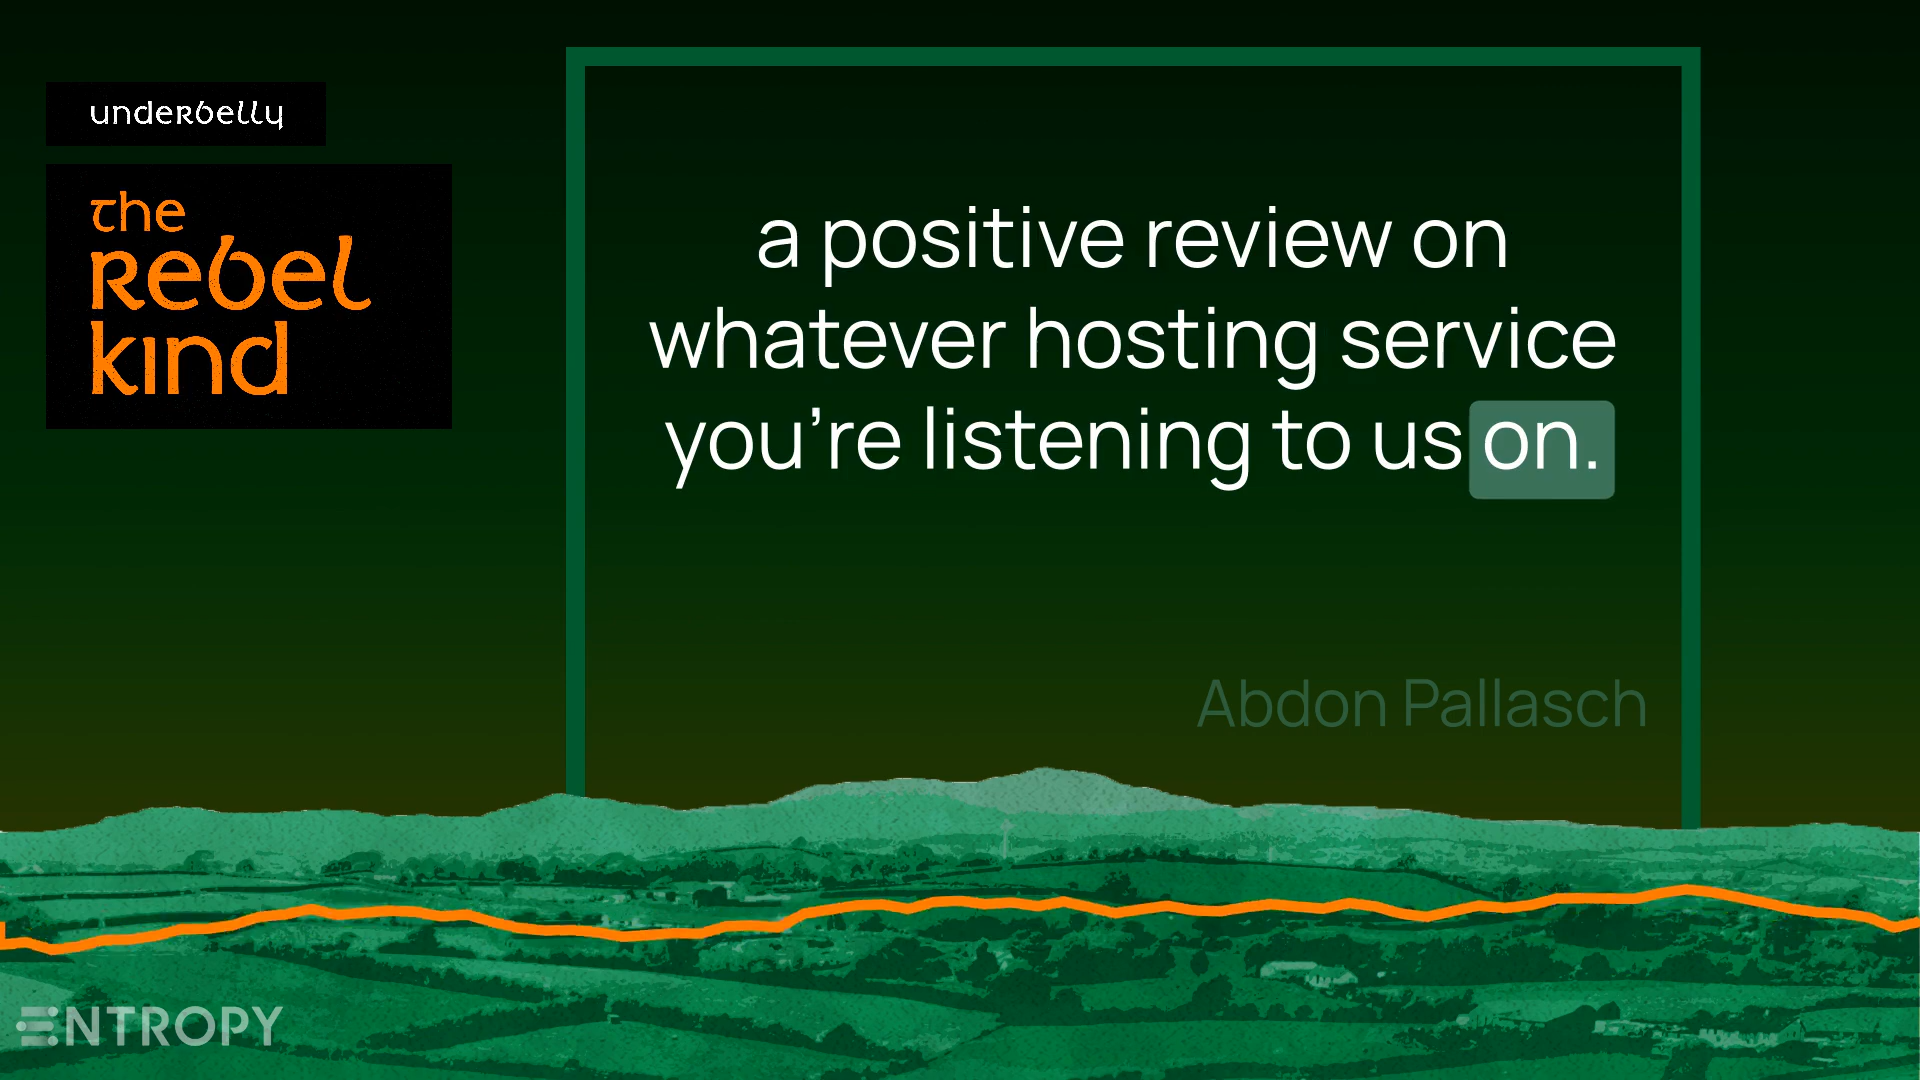 underbelly
the
rebel
kind
a positive review on
whatever hosting service
you’re listening to us on.
Abdon Pallasch
ENTROPY